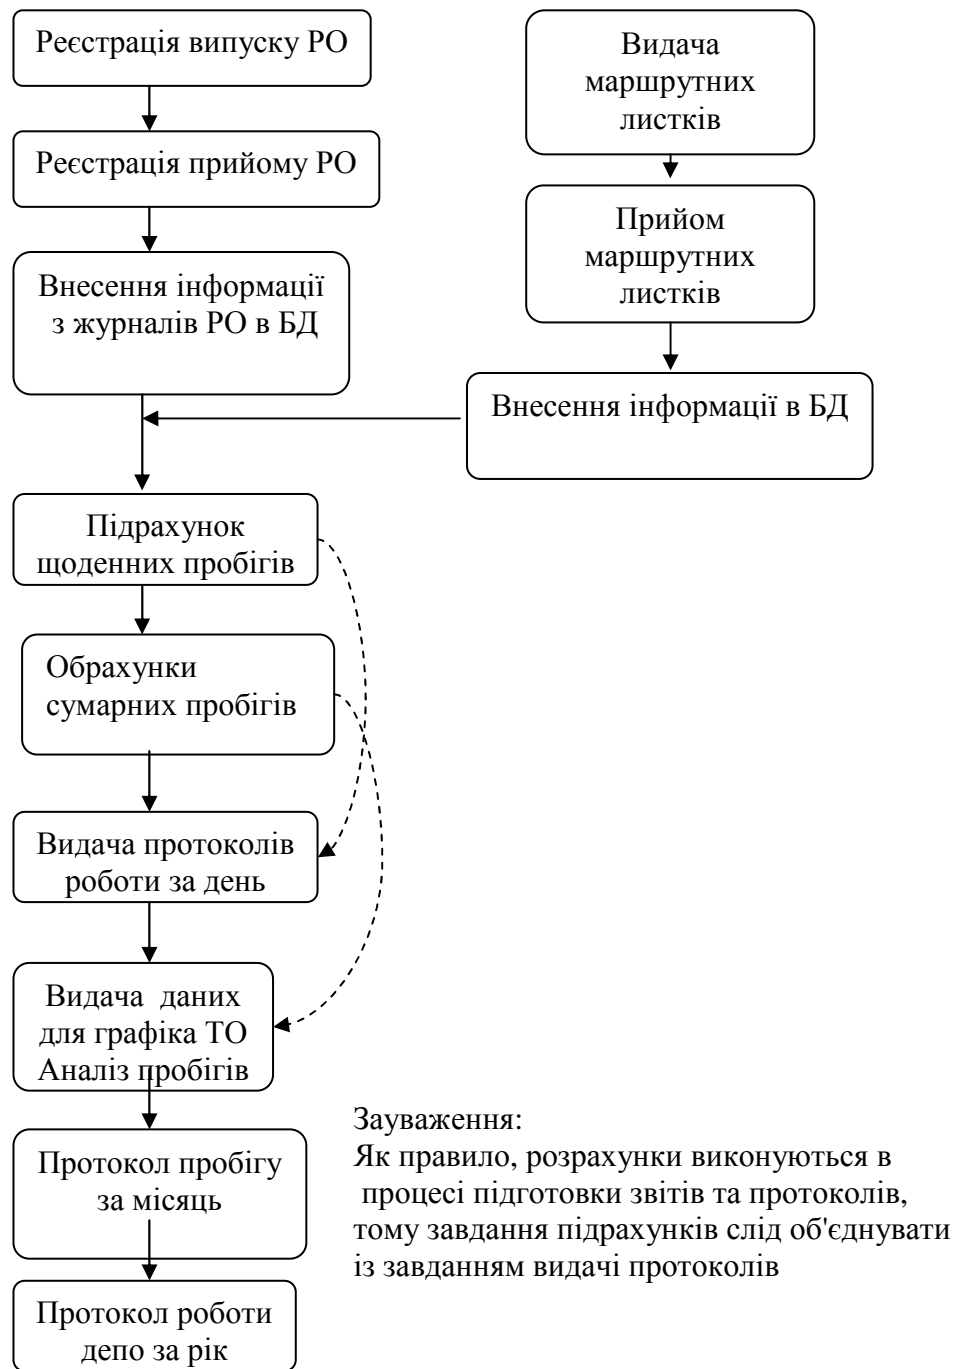 Реєстрація випуску РО
Реєстрація прийому РО
Внесення інформації
з журналів РО в БД
Видача
маршрутних
листків
Прийом
маршрутних
листків
Внесення інформації в БД
Підрахунок
щоденних пробігів
Обрахунки
сумарних пробігів
Видача протоколів
роботи за день
Видача даних
для графіка ТО
Аналіз пробігів
Протокол пробігу
за місяць
Протокол роботи
депо за рік
Зауваження:
Як правило, розрахунки виконуються в
процесі підготовки звітів та протоколів,
тому завдання підрахунків слід об'єднувати
із завданням видачі протоколів